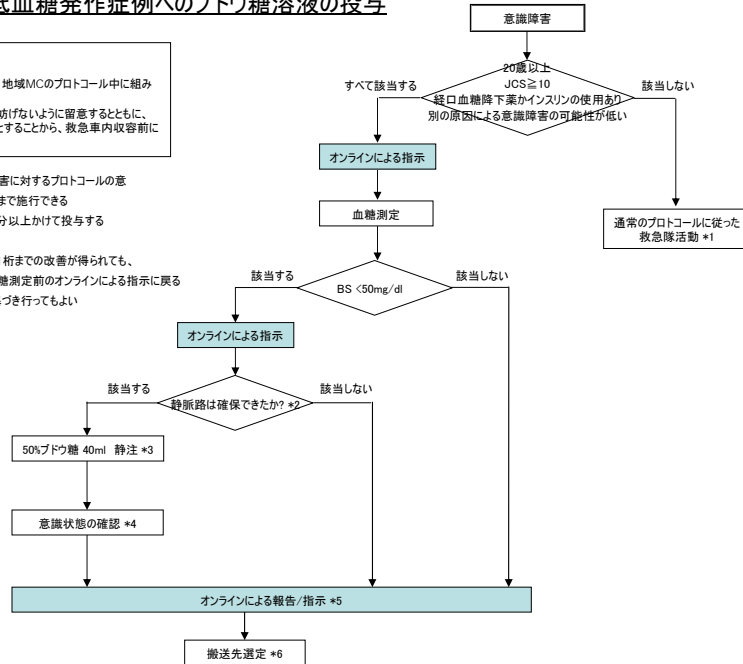 低血糖発作症例へのブドウ糖溶液の投与
地域MCのプロトコール中に組み
妨げないように留意するとともに、
とすることから、救急車内収容前に
害に対するプロトコールの意
まで施行できる
分以上かけて投与する
桁までの改善が得られても、
糖測定前のオンラインによる指示に戻る
づき行ってもよい
意識障害
20歳以上
JCS≧10
経口血糖降下薬かインスリンの使用あり
別の原因による意識障害の可能性が低い
すべて該当する
該当しない
オンラインによる指示
血糖測定
通常のプロトコールに従った
救急隊活動 *1
該当する
BS <50mg/dl
該当しない
オンラインによる指示
該当する
静脈路は確保できたか? *2
該当しない
50%ブドウ糖 40ml 静注 *3
意識状態の確認 *4
オンラインによる報告/指示 *5
搬送先選定 *6